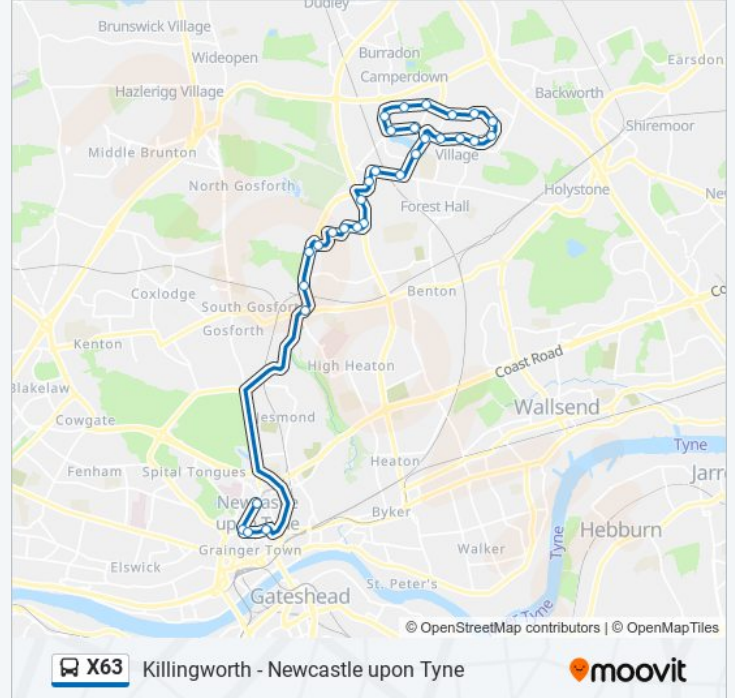 Dudley
Brunswick Village
Wideopen
Burradon
Camperdown
Earsdon
Hazlerigg Village
Backworth
Shiremoor
Middle Brunton
Village
North Gosforth
Holystone
Forest Hall
Coxlodge
South Gosforth
Benton
Gosforth
Kenton
High Heaton
Coast Road
Blakelaw
Wallsend
Cowgate
Jesmond
Tyne
Fenham
Spital Tongues
Heaton
Jarr
Newcastle
upon Tyne
Byker
Hebburn
Grainger Town
Walker
Tyne
Elswick
St. Peter's
Gateshead
Tyne
© OpenStreetMap contributors | © OpenMapTiles
X63 Killingworth - Newcastle upon Tyne
moovit